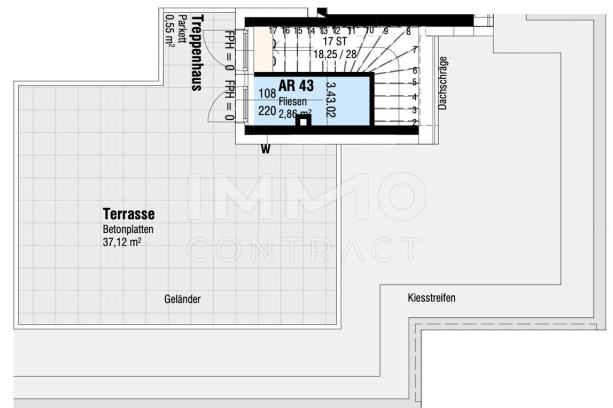 Treppenhaus
Parkett
0,55 m²
FPH = 0
FPH = 0
17 16 15 14 13 12 11 10 9 8
7
6
5
4
3
2
17 ST
18,25 / 28
AR 43
Fliesen
2,86 m²
3.43.02
108
220
W
Dachschräge
Terrasse
Betonplatten
37,12 m²
IMMO
CONTRACT
Geländer
Kiesstreifen